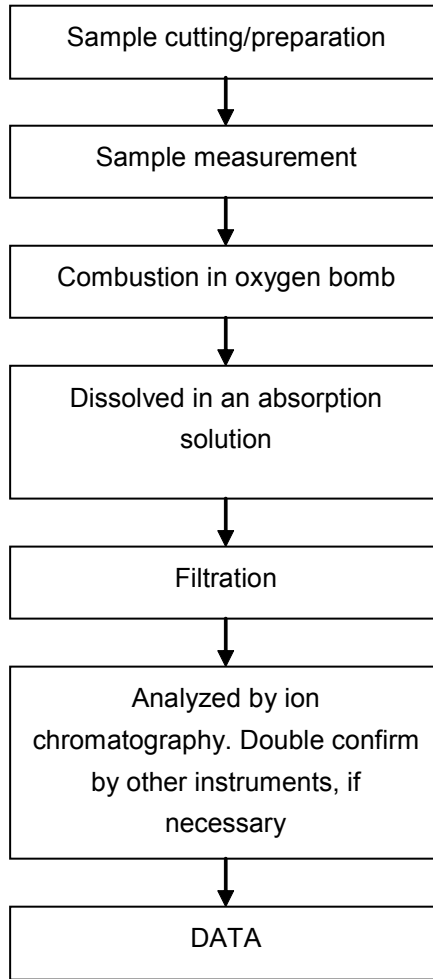 Sample cutting/preparation
Sample measurement
Combustion in oxygen bomb
Dissolved in an absorption
solution
Filtration
Analyzed by ion
chromatography. Double confirm
by other instruments, if
necessary
DATA